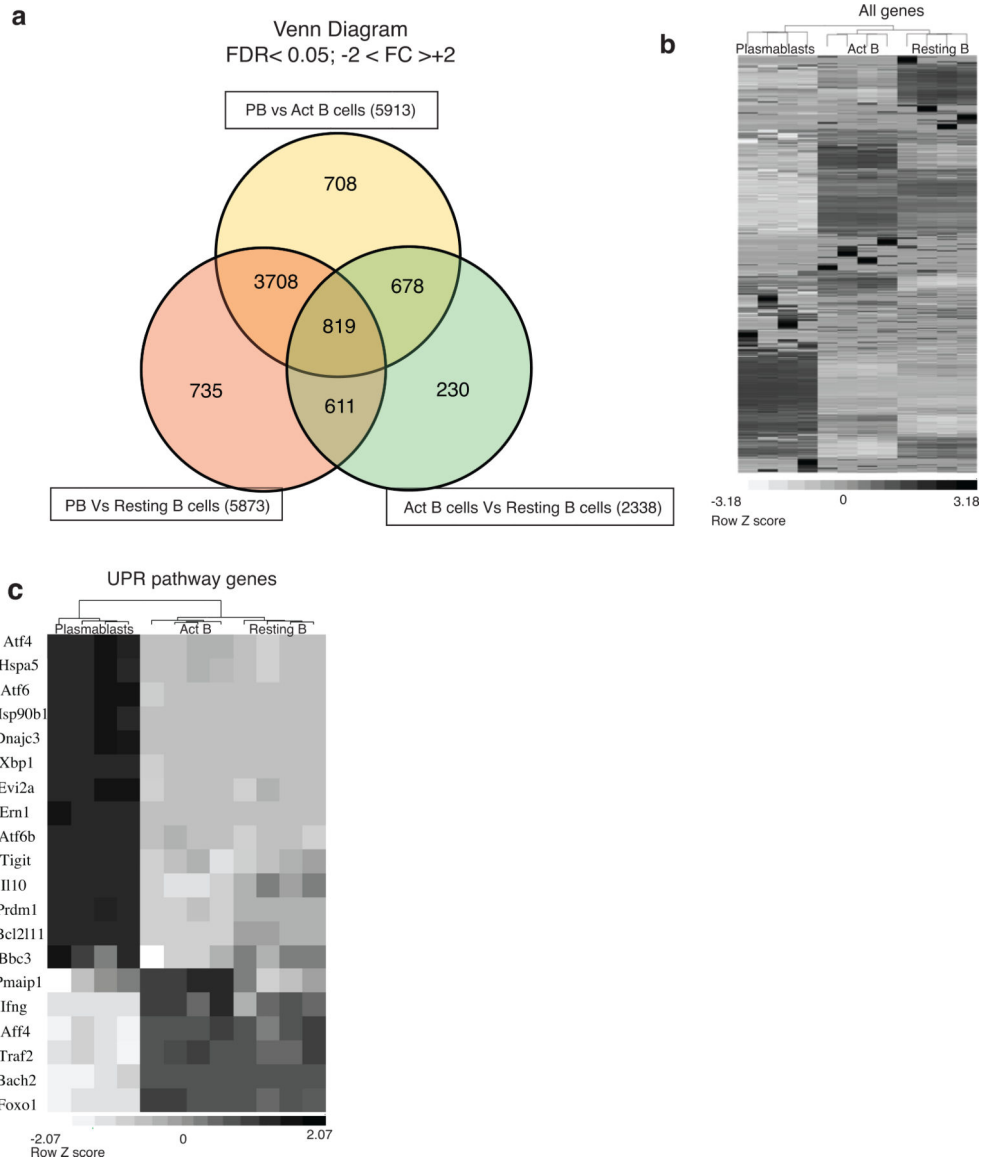 a
Venn Diagram
FDR< 0.05; -2 < FC >+2
PB vs Act B cells (5913)
708
3708
678
819
735
611
230
PB Vs Resting B cells (5873)
Act B cells Vs Resting B cells (2338)
b
All genes
Plasmablasts Act B Resting B
-3.18 0 3.18
Row Z score
c
UPR pathway genes
Plasmablasts Act B Resting B
Atf4
Hspa5
Atf6
Hsp90b1
Dnajc3
Xbp1
Evi2a
Ern1
Atf6b
Tigit
Il10
Prdm1
Bcl2l11
Bbc3
Pmaip1
Ifng
Aff4
Traf2
Bach2
Foxo1
-2.07 0 2.07
Row Z score